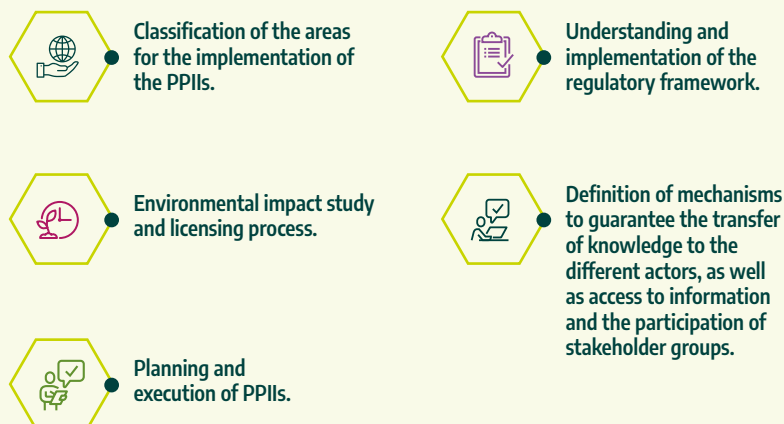 Classification of the areas
for the implementation of
the PPIIs.
Understanding and
implementation of the
regulatory framework.
Environmental impact study
and licensing process.
Definition of mechanisms
to guarantee the transfer
of knowledge to the
different actors, as well
as access to information
and the participation of
stakeholder groups.
Planning and
execution of PPIIs.